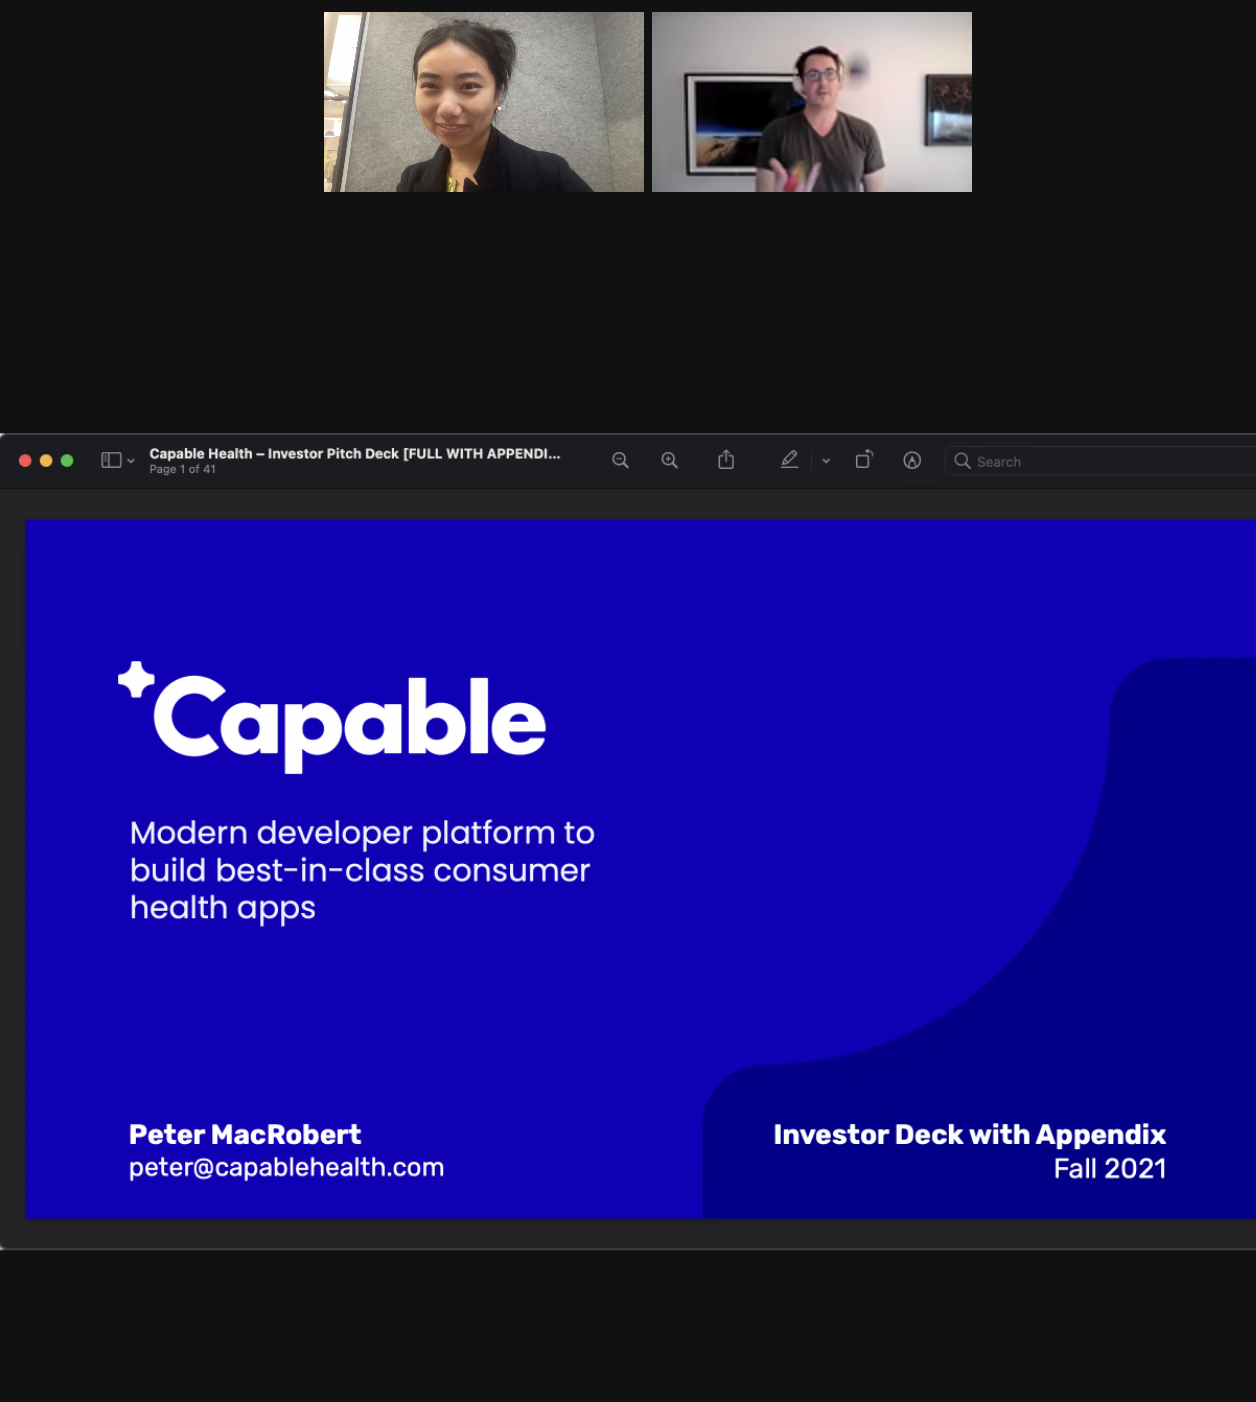 Capable Health – Investor Pitch Deck [FULL WITH APPENDI...
Page 1 of 41
Search
Capable
Modern developer platform to
build best-in-class consumer
health apps
Peter MacRobert
peter@capablehealth.com
Investor Deck with Appendix
Fall 2021